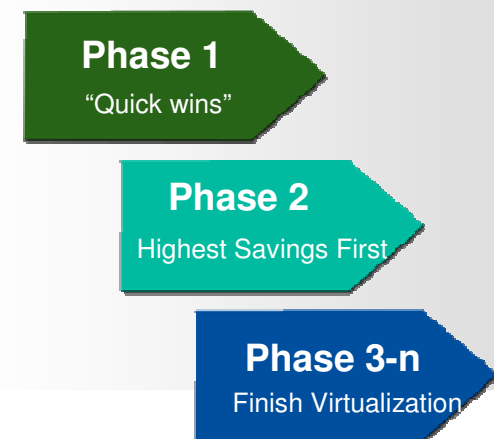 Phase 1
“Quick wins”
Phase 2
Highest Savings First
Phase 3-n
Finish Virtualization